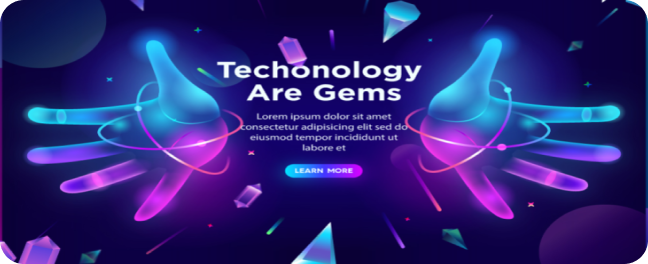 Techonology
Are Gems
Lorem ipsum dolor sit amet
consectetur adipisicing elit sed do
eiusmod tempor incididunt ut
labore et
LEARN MORE